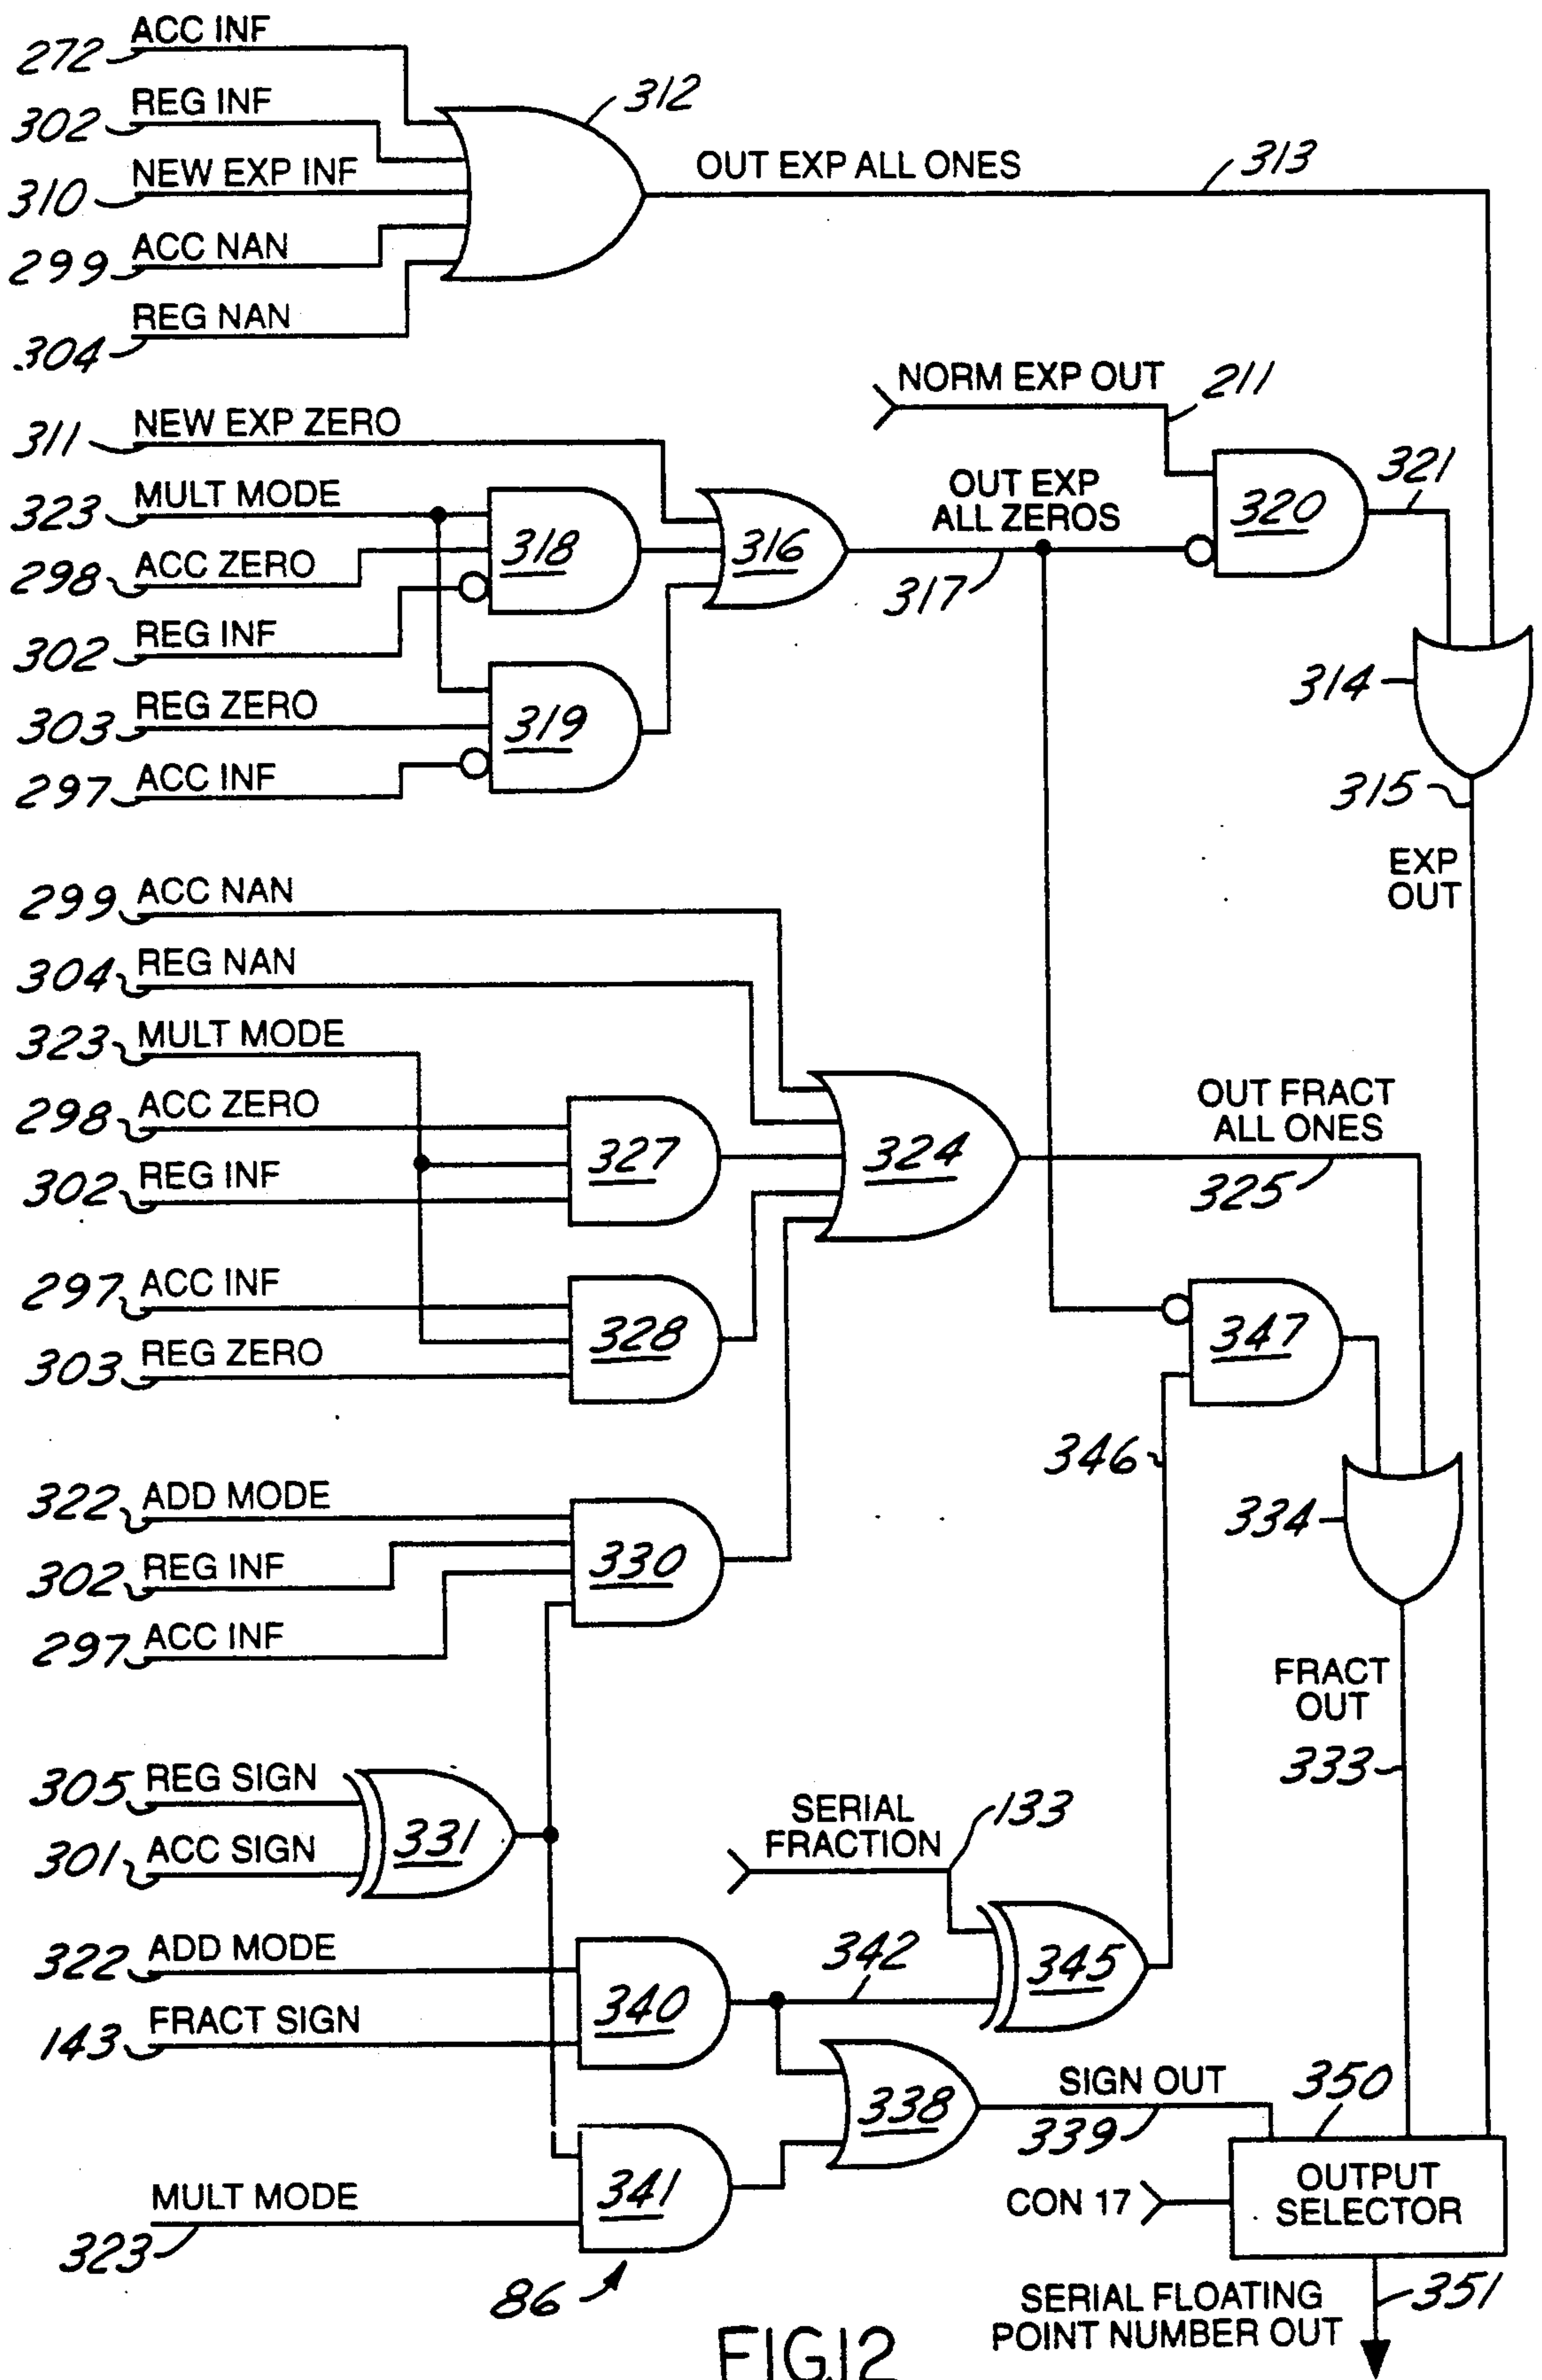 ACC INF
272
REG INF
302
312
NEW EXP INF
310
OUT EXP ALL ONES
313
ACC NAN
299
REG NAN
304
NORM EXP OUT
211
NEW EXP ZERO
311
MULT MODE
323
318
316
OUT EXP
ALL ZEROS
317
320
321
ACC ZERO
298
REG INF
302
REG ZERO
303
319
314
ACC INF
297
315
EXP
OUT
ACC NAN
299
REG NAN
304
MULT MODE
323
ACC ZERO
298
327
324
OUT FRACT
ALL ONES
325
REG INF
302
ACC INF
297
328
347
REG ZERO
303
346
ADD MODE
322
334
REG INF
302
330
ACC INF
297
FRACT
OUT
333
REG SIGN
305
331
ACC SIGN
301
SERIAL
FRACTION
133
ADD MODE
322
340
342
345
FRACT SIGN
143
338
SIGN OUT
339
350
341
MULT MODE
323
CON 17
OUTPUT
SELECTOR
86
351
SERIAL FLOATING
POINT NUMBER OUT
FIG.12